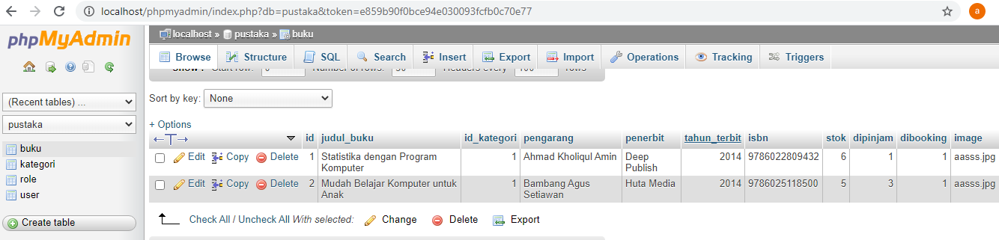 localhost/phpmyadmin/index.php?db=pustaka&token=e859b90f0bce94e030093fcfb0c70e77
a
phpMyAdmin
localhost » pustaka » buku
Browse Structure SQL Search Insert Export Import Operations Tracking Triggers
Show : Start row: 0 Number of rows: 30 Headers every 100 rows
(Recent tables) ...
Sort by key: None
pustaka
+ Options
buku
kategori
role
user
Create table
id judul_buku id_kategori pengarang penerbit tahun_terbit isbn stok dipinjam dibooking image
Edit Copy Delete 1 Statistika dengan Program 1 Ahmad Kholiqul Amin Deep 2014 9786022809432 6 1 1 aasss.jpg
Komputer Publish
Edit Copy Delete 2 Mudah Belajar Komputer untuk 1 Bambang Agus Huta Media 2014 9786025118500 5 3 1 aasss.jpg
Anak Setiawan
Check All / Uncheck All With selected: Change Delete Export